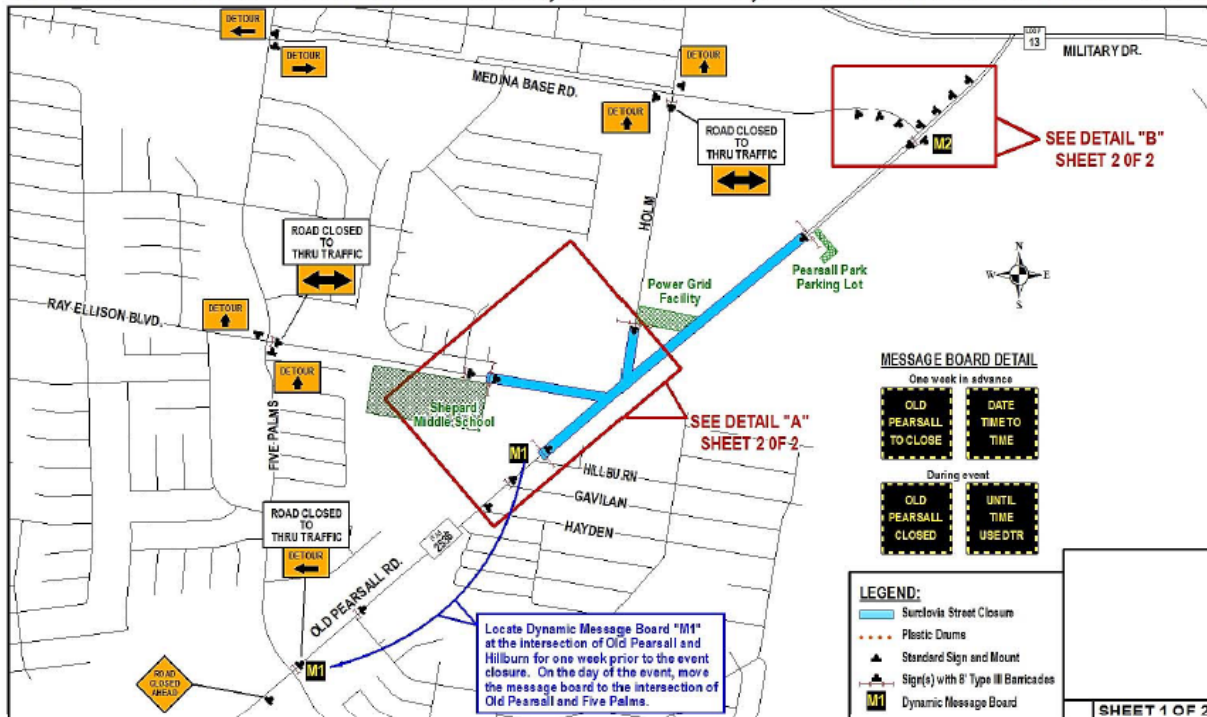 DETOUR
DETOUR
MEDINA BASE RD.
DETOUR
DETOUR
ROAD CLOSED
TO
THRU TRAFFIC
LOOP
13
MILITARY DR.
M2
SEE DETAIL "B"
SHEET 2 OF 2
HOLM
ROAD CLOSED
TO
THRU TRAFFIC
RAY ELLISON BLVD.
DETOUR
DETOUR
FIVE PALMS
Power Grid
Facility
Pearsall Park
Parking Lot
N
W
E
S
Shepard
Middle School
SEE DETAIL "A"
SHEET 2 OF 2
M1
HILLBURN
GAVILAN
HAYDEN
MESSAGE BOARD DETAIL
One week in advance
OLD
PEARSALL
TO CLOSE
DATE
TIME TO
TIME
During event
OLD
PEARSALL
CLOSED
UNTIL
TIME
USE DTR
ROAD CLOSED
TO
THRU TRAFFIC
OLD PEARSALL RD.
F.M.
2536
M1
ROAD
CLOSED
AHEAD
Locate Dynamic Message Board "M1"
at the intersection of Old Pearsall and
Hillburn for one week prior to the event
closure. On the day of the event, move
the message board to the intersection of
Old Pearsall and Five Palms.
LEGEND:
Surclovia Street Closure
Plastic Drums
Standard Sign and Mount
Sign(s) with 8' Type III Barricades
M1
Dynamic Message Board
SHEET 1 OF 2